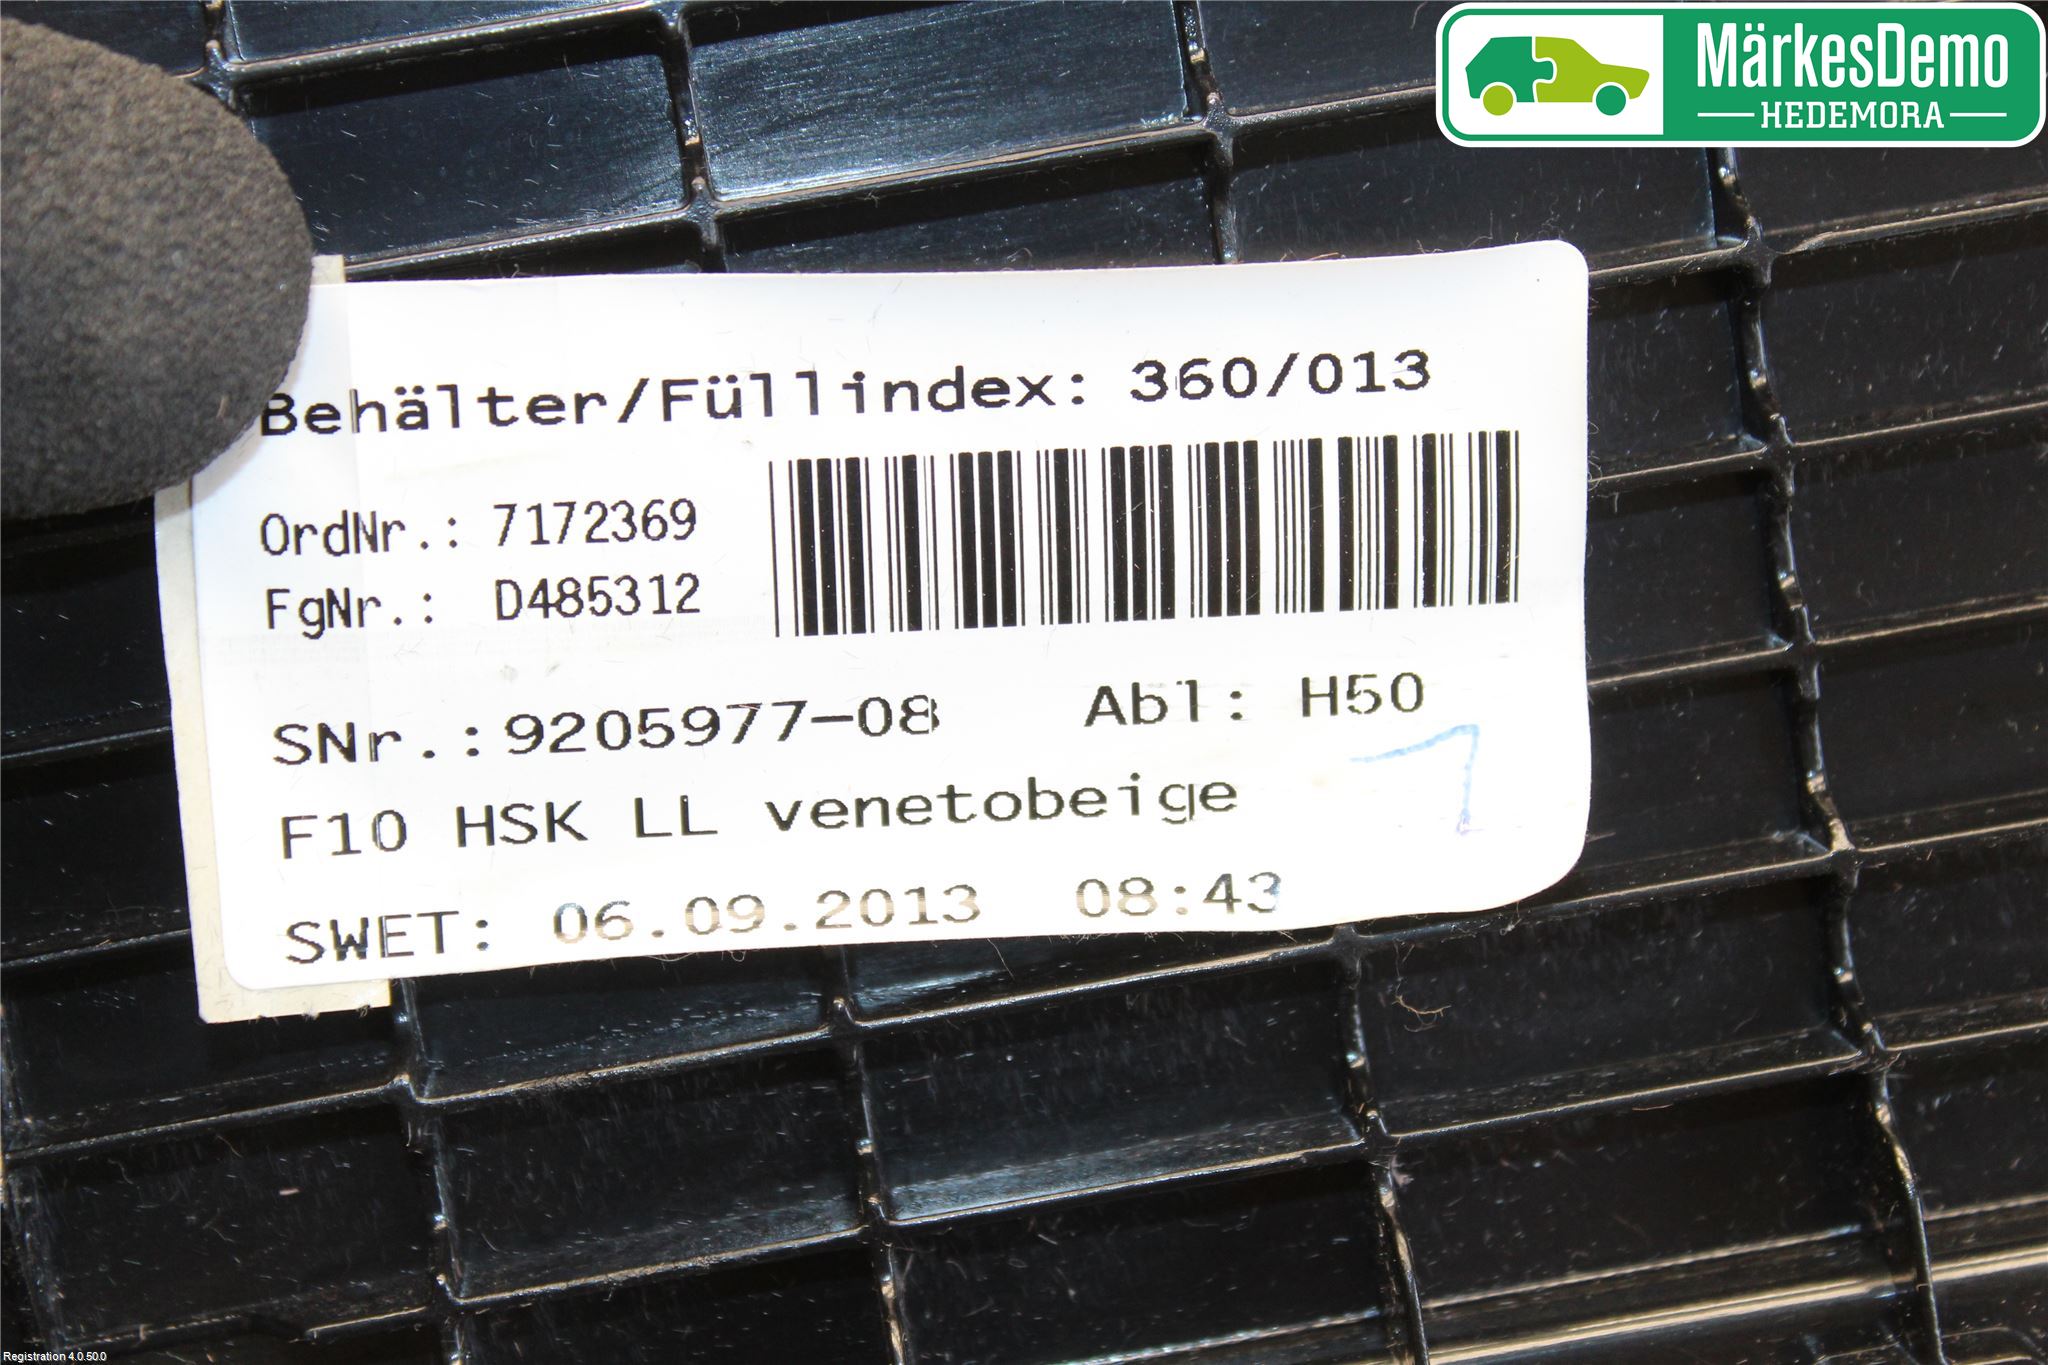 MärkesDemo
HEDEMORA
Behälter/Füllindex: 360/013
OrdNr.: 7172369
FgNr.: D485312
SNr.:9205977-08 Abl: H50
F10 HSK LL venetobeige
SWET: 06.09.2013 08:43
Registration 4.0.50.0